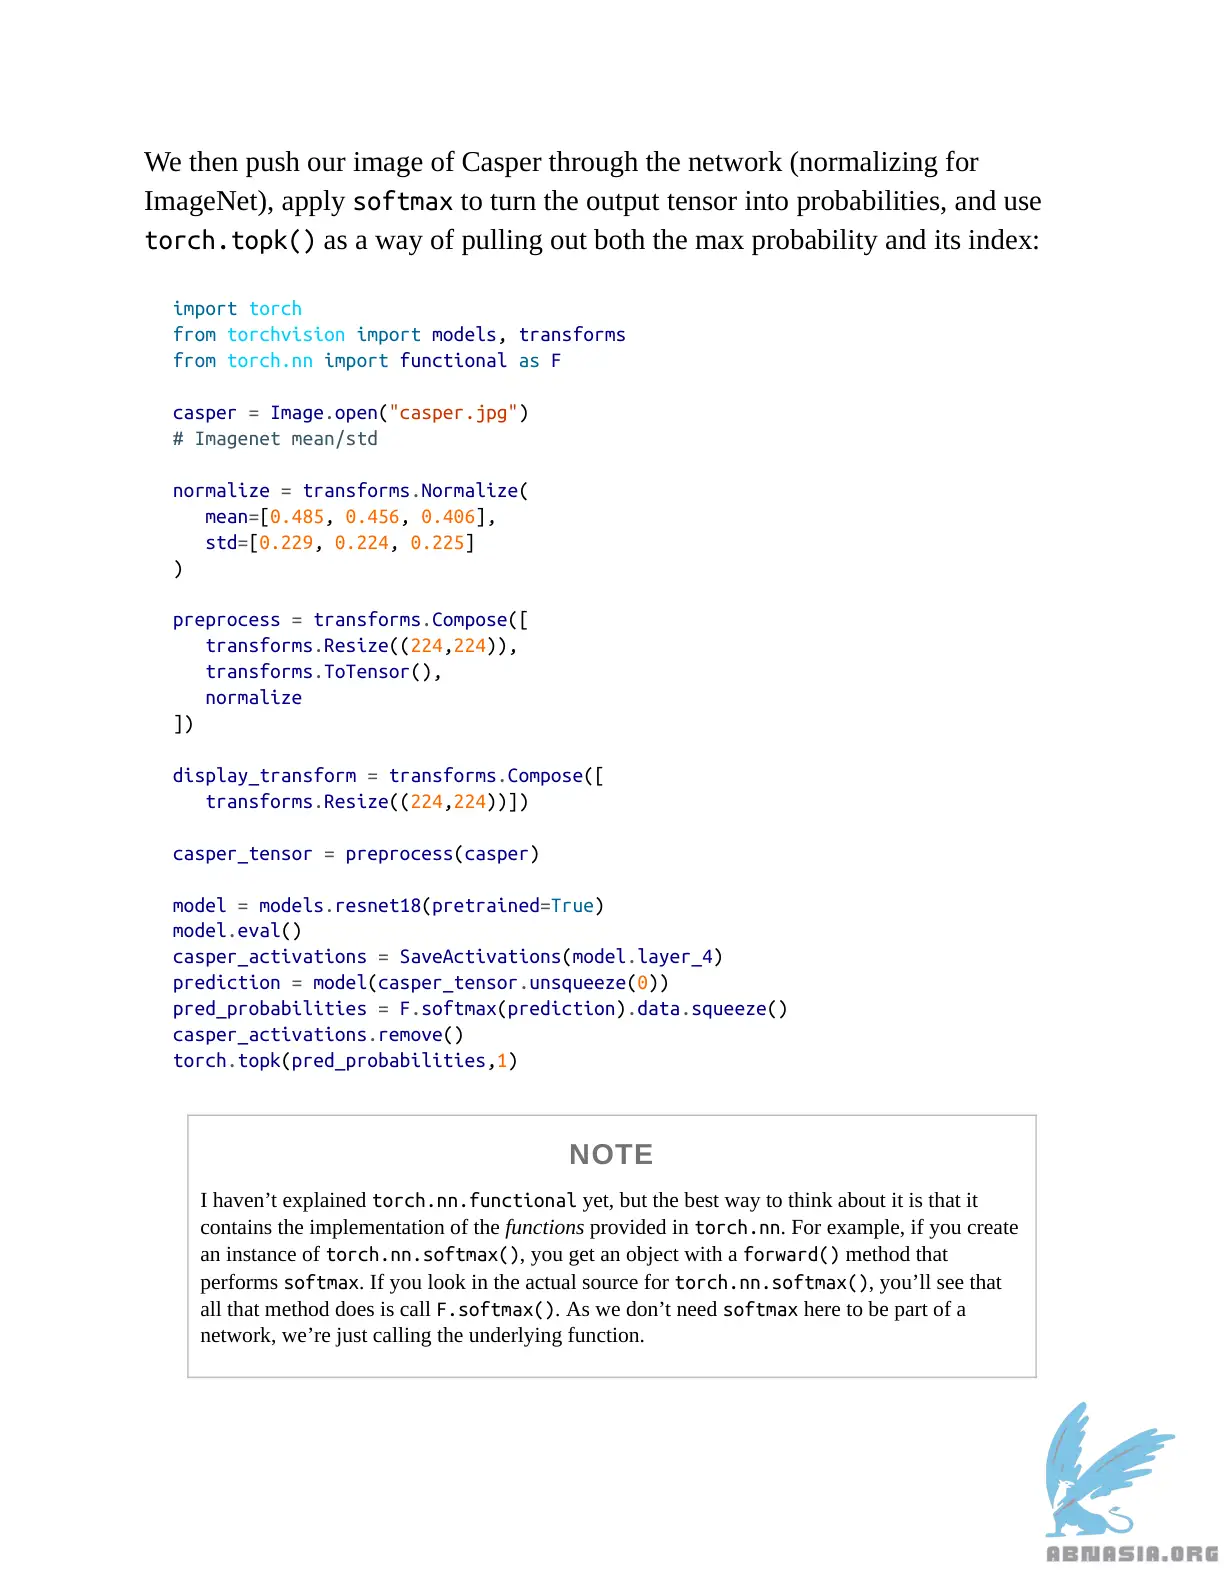 We then push our image of Casper through the network (normalizing for
ImageNet), apply softmax to turn the output tensor into probabilities, and use
torch.topk() as a way of pulling out both the max probability and its index:
import torch
from torchvision import models, transforms
from torch.nn import functional as F
casper = Image.open("casper.jpg")
# Imagenet mean/std
normalize = transforms.Normalize(
   mean=[0.485, 0.456, 0.406],
   std=[0.229, 0.224, 0.225]
)
preprocess = transforms.Compose([
   transforms.Resize((224,224)),
   transforms.ToTensor(),
   normalize
])
display_transform = transforms.Compose([
   transforms.Resize((224,224))])
casper_tensor = preprocess(casper)
model = models.resnet18(pretrained=True)
model.eval()
casper_activations = SaveActivations(model.layer_4)
prediction = model(casper_tensor.unsqueeze(0))
pred_probabilities = F.softmax(prediction).data.squeeze()
casper_activations.remove()
torch.topk(pred_probabilities,1)
NOTE
I haven’t explained torch.nn.functional yet, but the best way to think about it is that it
contains the implementation of the functions provided in torch.nn. For example, if you create
an instance of torch.nn.softmax(), you get an object with a forward() method that
performs softmax. If you look in the actual source for torch.nn.softmax(), you’ll see that
all that method does is call F.softmax(). As we don’t need softmax here to be part of a
network, we’re just calling the underlying function.
ABNASIA.ORG